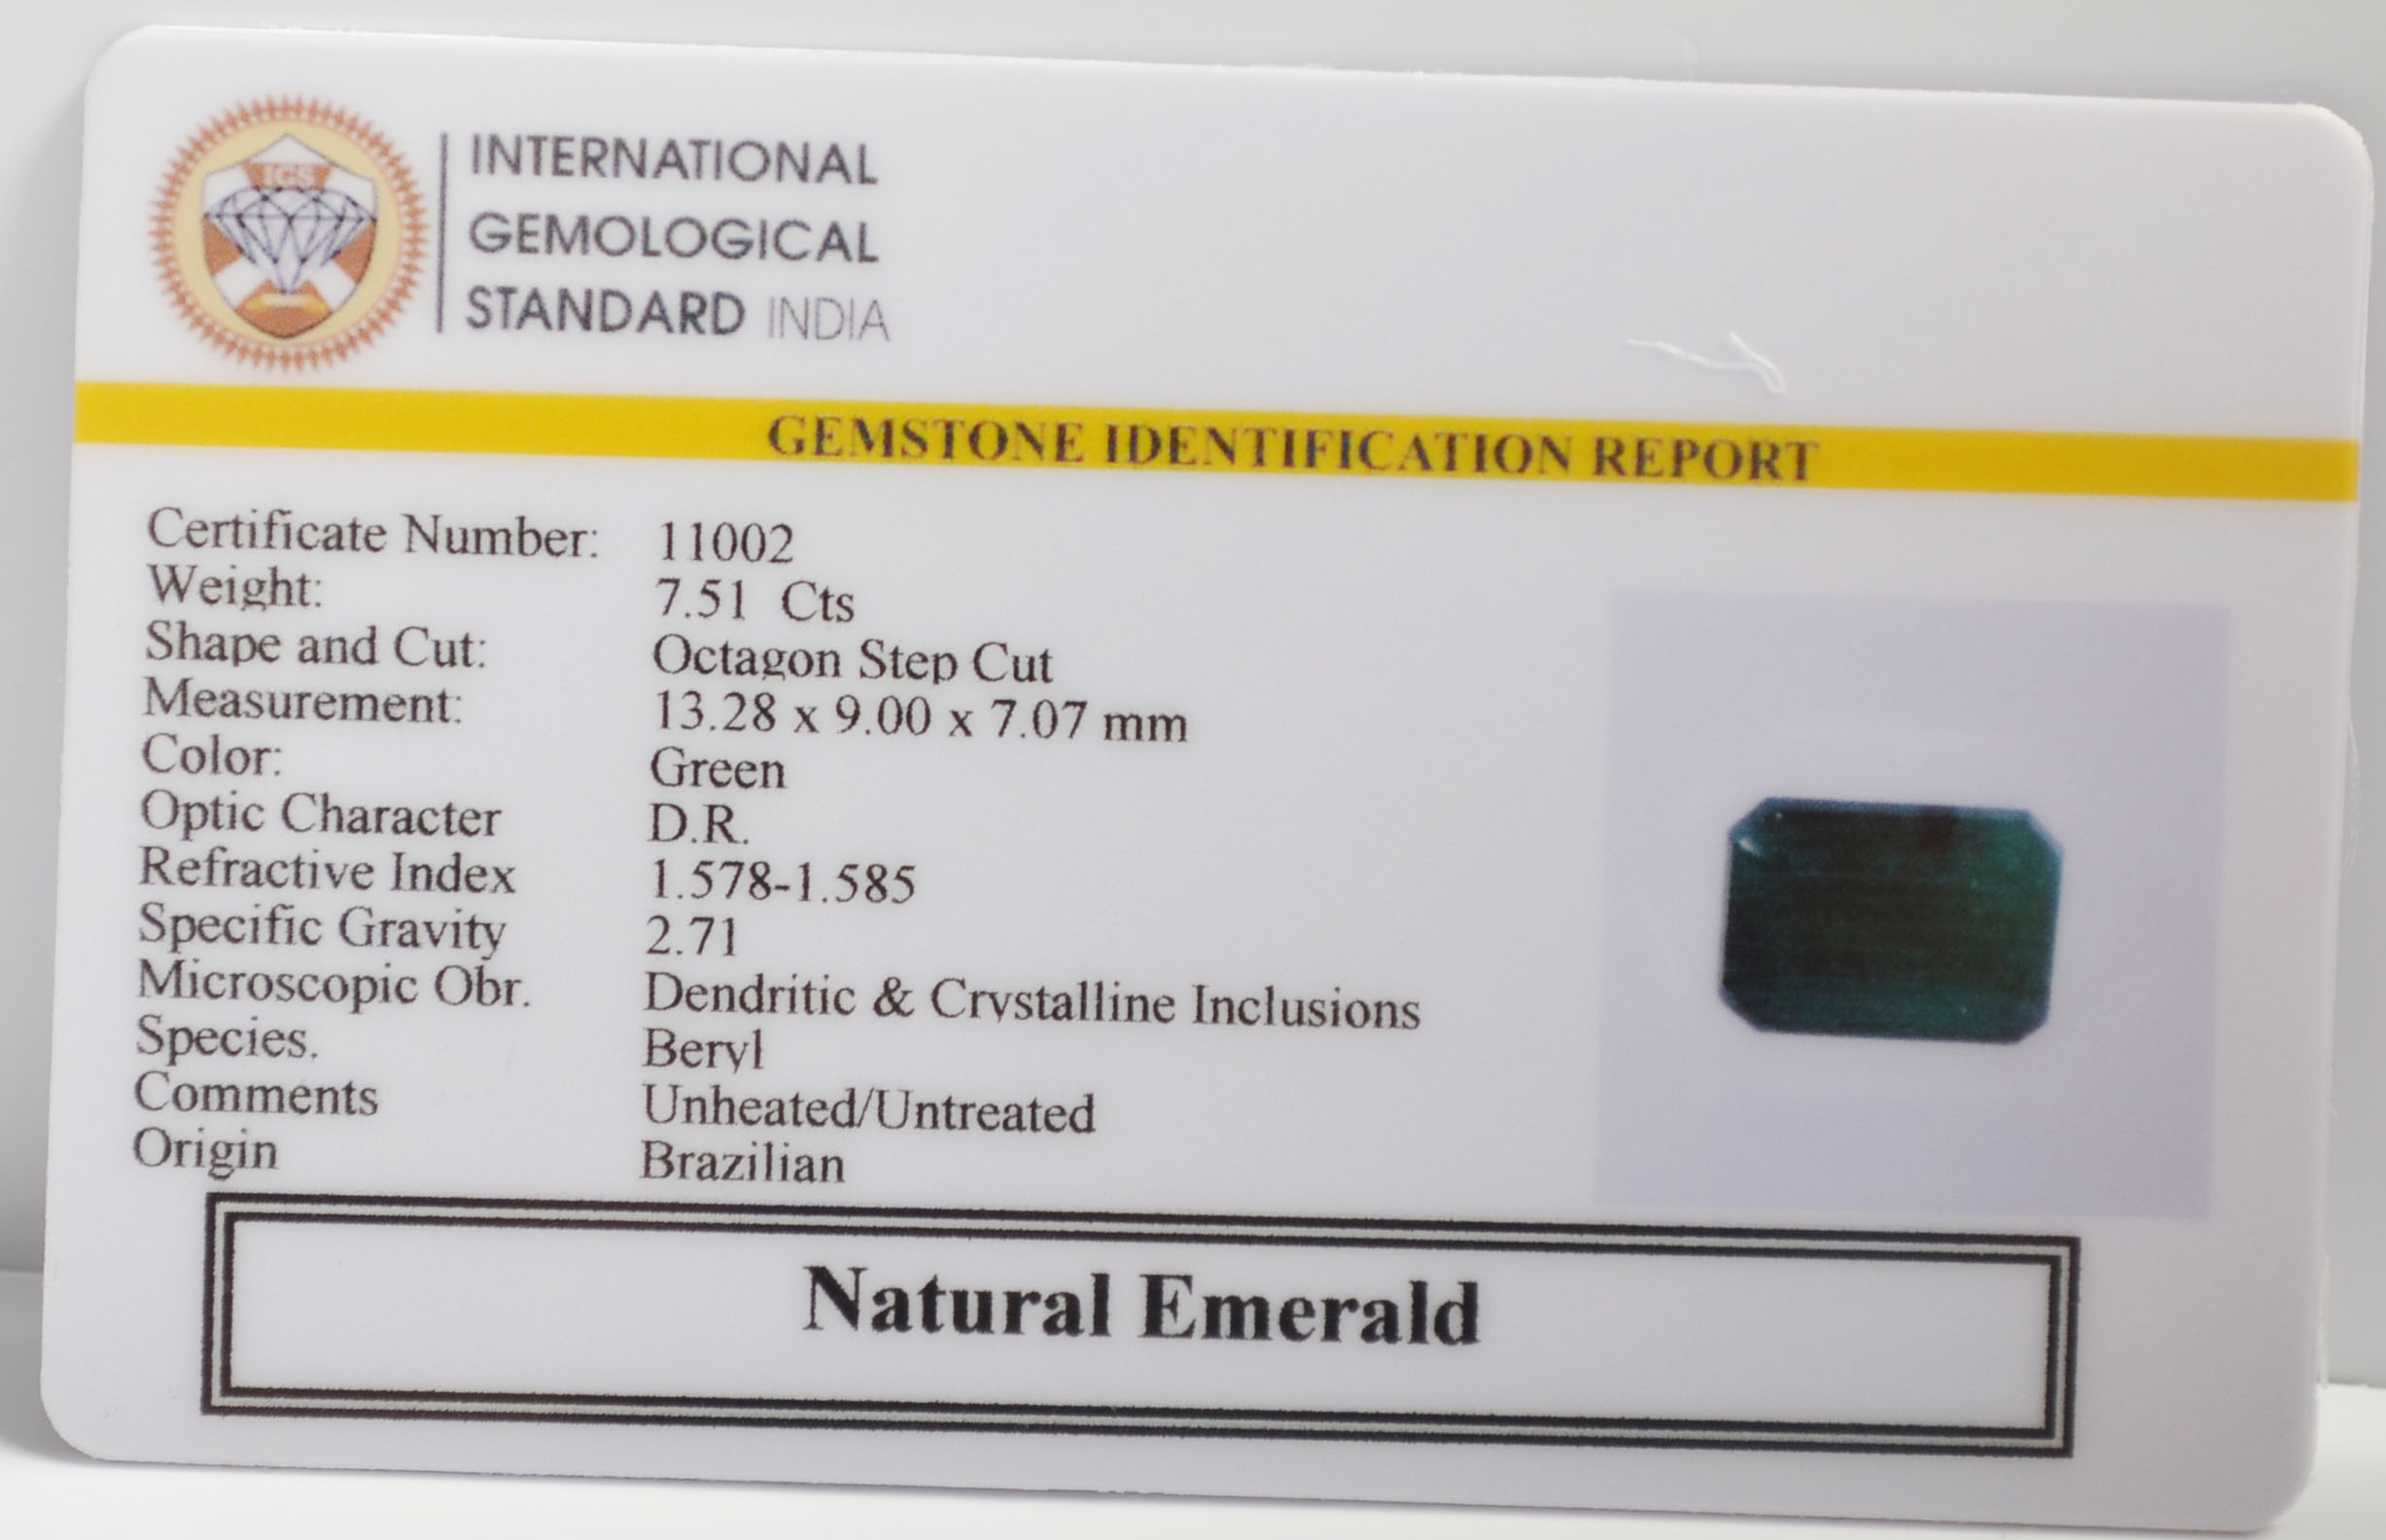 IGS
INTERNATIONAL
GEMOLOGICAL
STANDARD INDIA
GEMSTONE IDENTIFICATION REPORT
Certificate Number: 11002
Weight: 7.51 Cts
Shape and Cut: Octagon Step Cut
Measurement: 13.28 x 9.00 x 7.07 mm
Color: Green
Optic Character D.R.
Refractive Index 1.578-1.585
Specific Gravity 2.71
Microscopic Obr. Dendritic & Crystalline Inclusions
Species. Beryl
Comments Unheated/Untreated
Origin Brazilian
Natural Emerald